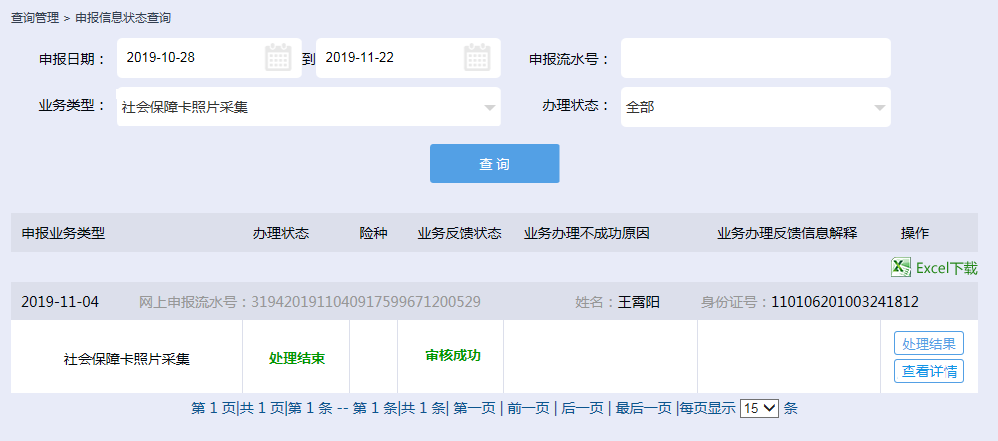 查询管理 > 申报信息状态查询
申报日期： 2019-10-28 到 2019-11-22 申报流水号：
业务类型： 社会保障卡照片采集 办理状态： 全部
查 询
申报业务类型 办理状态 险种 业务反馈状态 业务办理不成功原因 业务办理反馈信息解释 操作
Excel下载
2019-11-04 网上申报流水号：3194201911040917599671200529 姓名：王霄阳 身份证号：110106201003241812
社会保障卡照片采集 处理结束 审核成功 处理结果
查看详情
第 1 页|共 1 页|第 1 条 -- 第 1 条|共 1 条| 第一页 | 前一页 | 后一页 | 最后一页 |每页显示 15 条